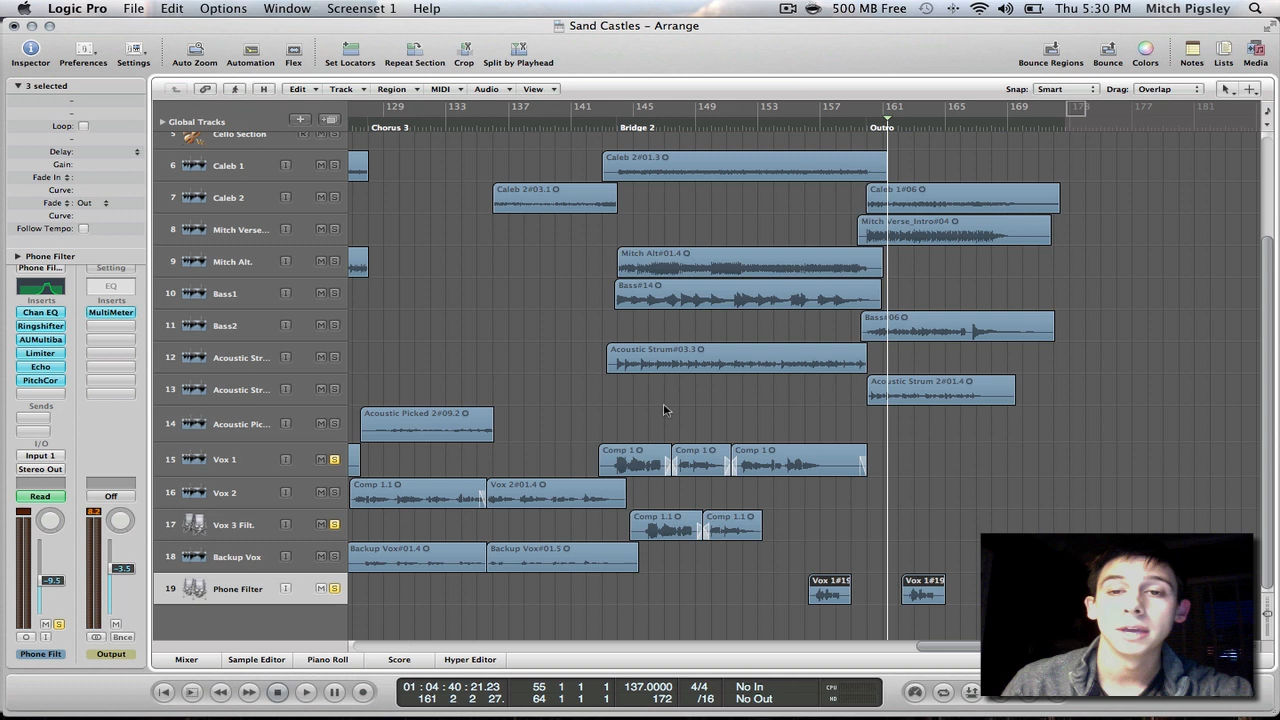 Logic Pro File Edit Options Window Screenset 1 Help 500 MB Free Thu 5:30 PM Mitch Pigsley
Sand Castles – Arrange
Inspector Preferences Settings Auto Zoom Automation Flex Set Locators Repeat Section Crop Split by Playhead Bounce Regions Bounce Colors Notes Lists Media
3 selected
H Edit Track Region MIDI Audio View Snap: Smart Drag: Overlap
-
-
Loop:
-
Delay:
Gain:
Fade In
Curve:
Fade Out
Curve:
Follow Tempo:
Phone Filter
Phone Fil... Setting
EQ
Inserts Inserts
Chan EQ MultiMeter
Ringshifter
AUMultiba
Limiter
Echo
PitchCor
Sends
I/O
Input 1
Stereo Out
Read Off
8.2
-9.5 -3.5
M S M
O I Bnce
Phone Filt Output
Global Tracks 129 133 137 141 145 149 153 157 161 165 169 173 177 181
Chorus 3 Bridge 2 Outro
5 Cello Section
6 Caleb 1 I M S Caleb 2#01.3
7 Caleb 2 I M S Caleb 2#03.1 Caleb 1#06
8 Mitch Verse... I M S Mitch Verse_Intro#04
9 Mitch Alt. I M S Mitch Alt#01.4
10 Bass1 I M S Bass#14
11 Bass2 I M S Bass#06
12 Acoustic Str... I M S Acoustic Strum#03.3
13 Acoustic Str... I M S Acoustic Strum 2#01.4
14 Acoustic Pic... I M S Acoustic Picked 2#09.2
15 Vox 1 I M S Comp 1 Comp 1 Comp 1
16 Vox 2 I M S Comp 1.1 Vox 2#01.4
17 Vox 3 Filt. I M S Comp 1.1 Comp 1.1
18 Backup Vox I M S Backup Vox#01.4 Backup Vox#01.5
19 Phone Filter I M S Vox 1#19 Vox 1#19
Mixer Sample Editor Piano Roll Score Hyper Editor
01 : 04 : 40 : 21.23 55 1 1 1 137.0000 4/4 No In CPU
161 2 2 27. 64 1 1 1 172 /16 No Out HD